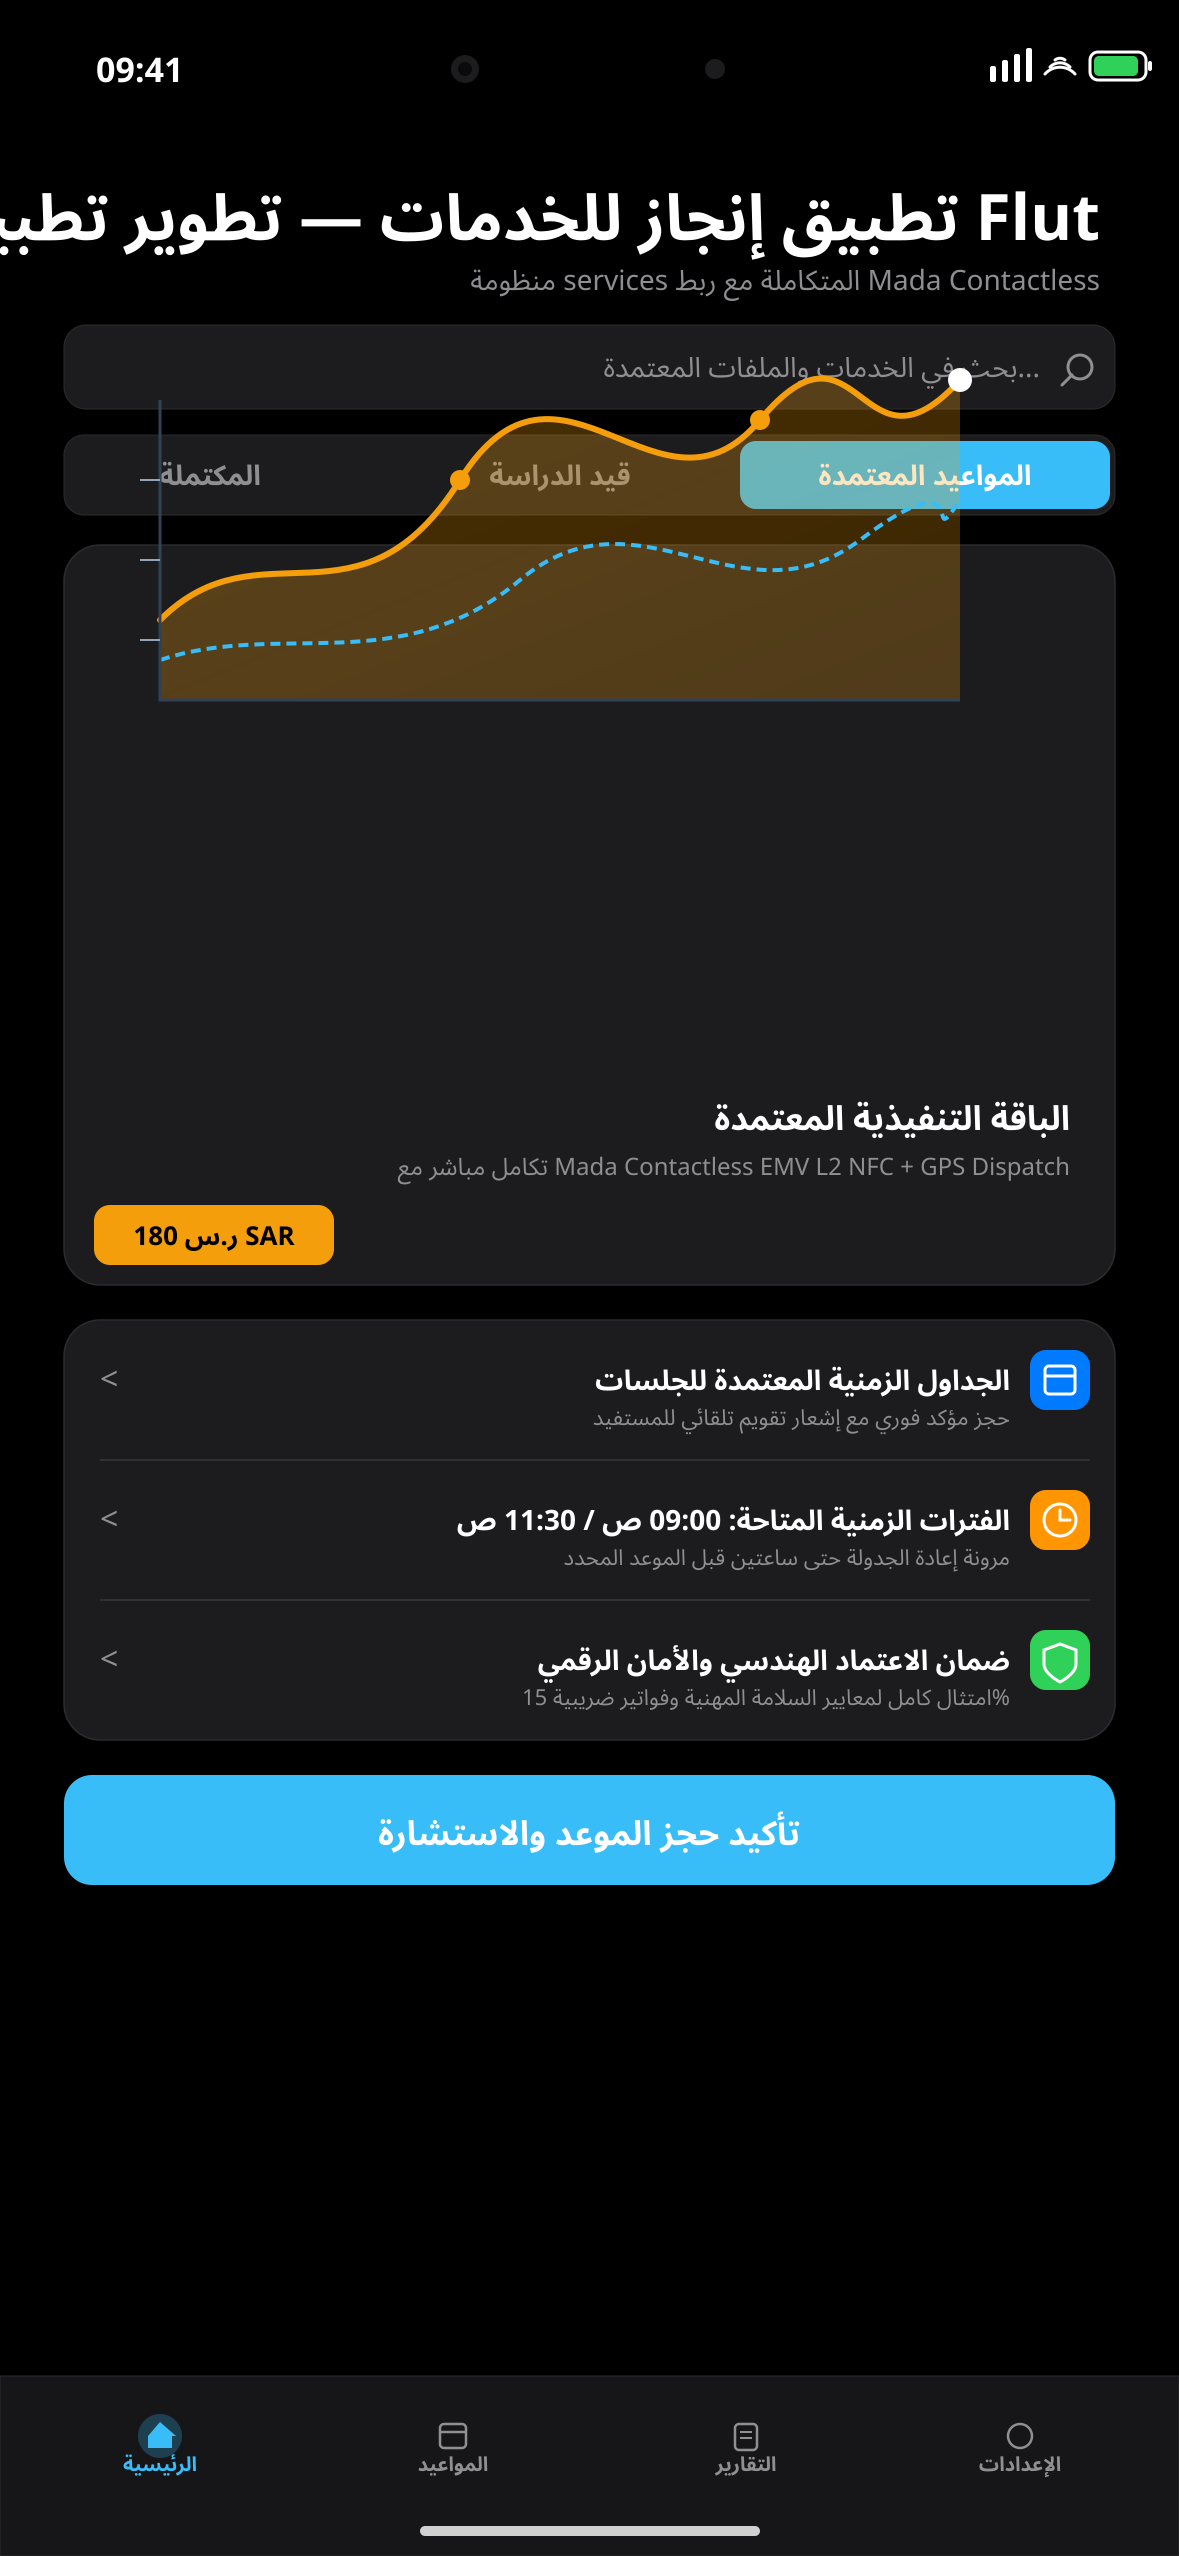 09:41
Flut تطبيق إنجاز للخدمات — تطوير
Mada Contactless المتكاملة مع ربط services منظومة
...بحث في الخدمات والملفات المعتمدة
المواعيد المعتمدة
قيد الدراسة
المكتملة
الباقة التنفيذية المعتمدة
Mada Contactless EMV L2 NFC + GPS Dispatch تكامل مباشر مع
SAR ر.س 180
الجداول الزمنية المعتمدة للجلسات
حجز مؤكد فوري مع إشعار تقويم تلقائي للمستفيد
الفترات الزمنية المتاحة: 09:00 ص / 11:30 ص
مرونة إعادة الجدولة حتى ساعتين قبل الموعد المحدد
ضمان الاعتماد الهندسي والأمان الرقمي
%امتثال كامل لمعايير السلامة المهنية وفواتير ضريبية 15
تأكيد حجز الموعد والاستشارة
الإعدادات
التقارير
المواعيد
الرئيسية